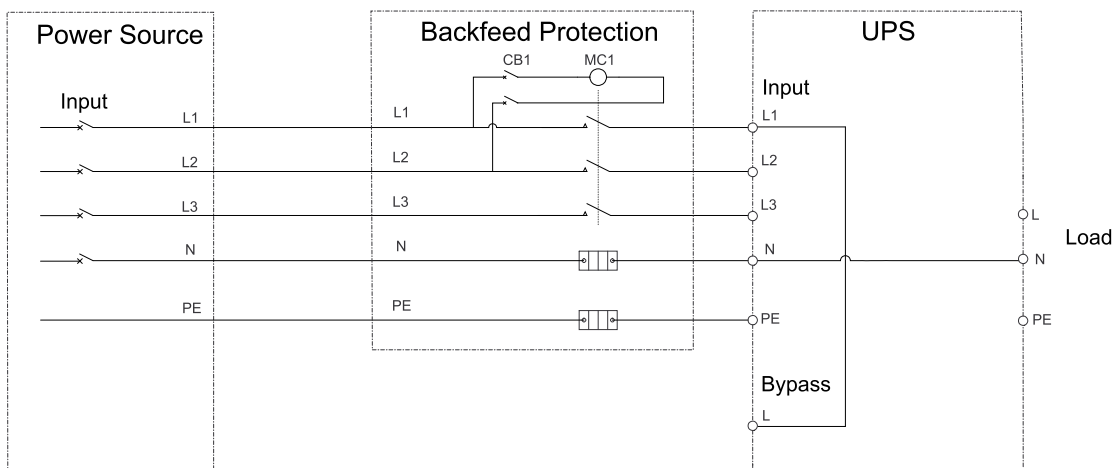 Power Source
Backfeed Protection
UPS
CB1
MC1
Input
Input
L1
L1
L1
L2
L2
L2
L3
L3
L3
L
Load
N
N
N
N
PE
PE
PE
PE
Bypass
L